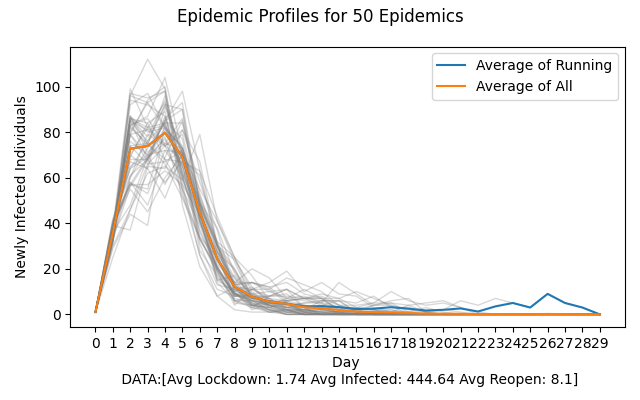 Epidemic Profiles for 50 Epidemics
Average of Running
Average of All
Newly Infected Individuals
100
80
60
40
20
0
0 1 2 3 4 5 6 7 8 9 10 11 12 13 14 15 16 17 18 19 20 21 22 23 24 25 26 27 28 29
Day
DATA:[Avg Lockdown: 1.74 Avg Infected: 444.64 Avg Reopen: 8.1]